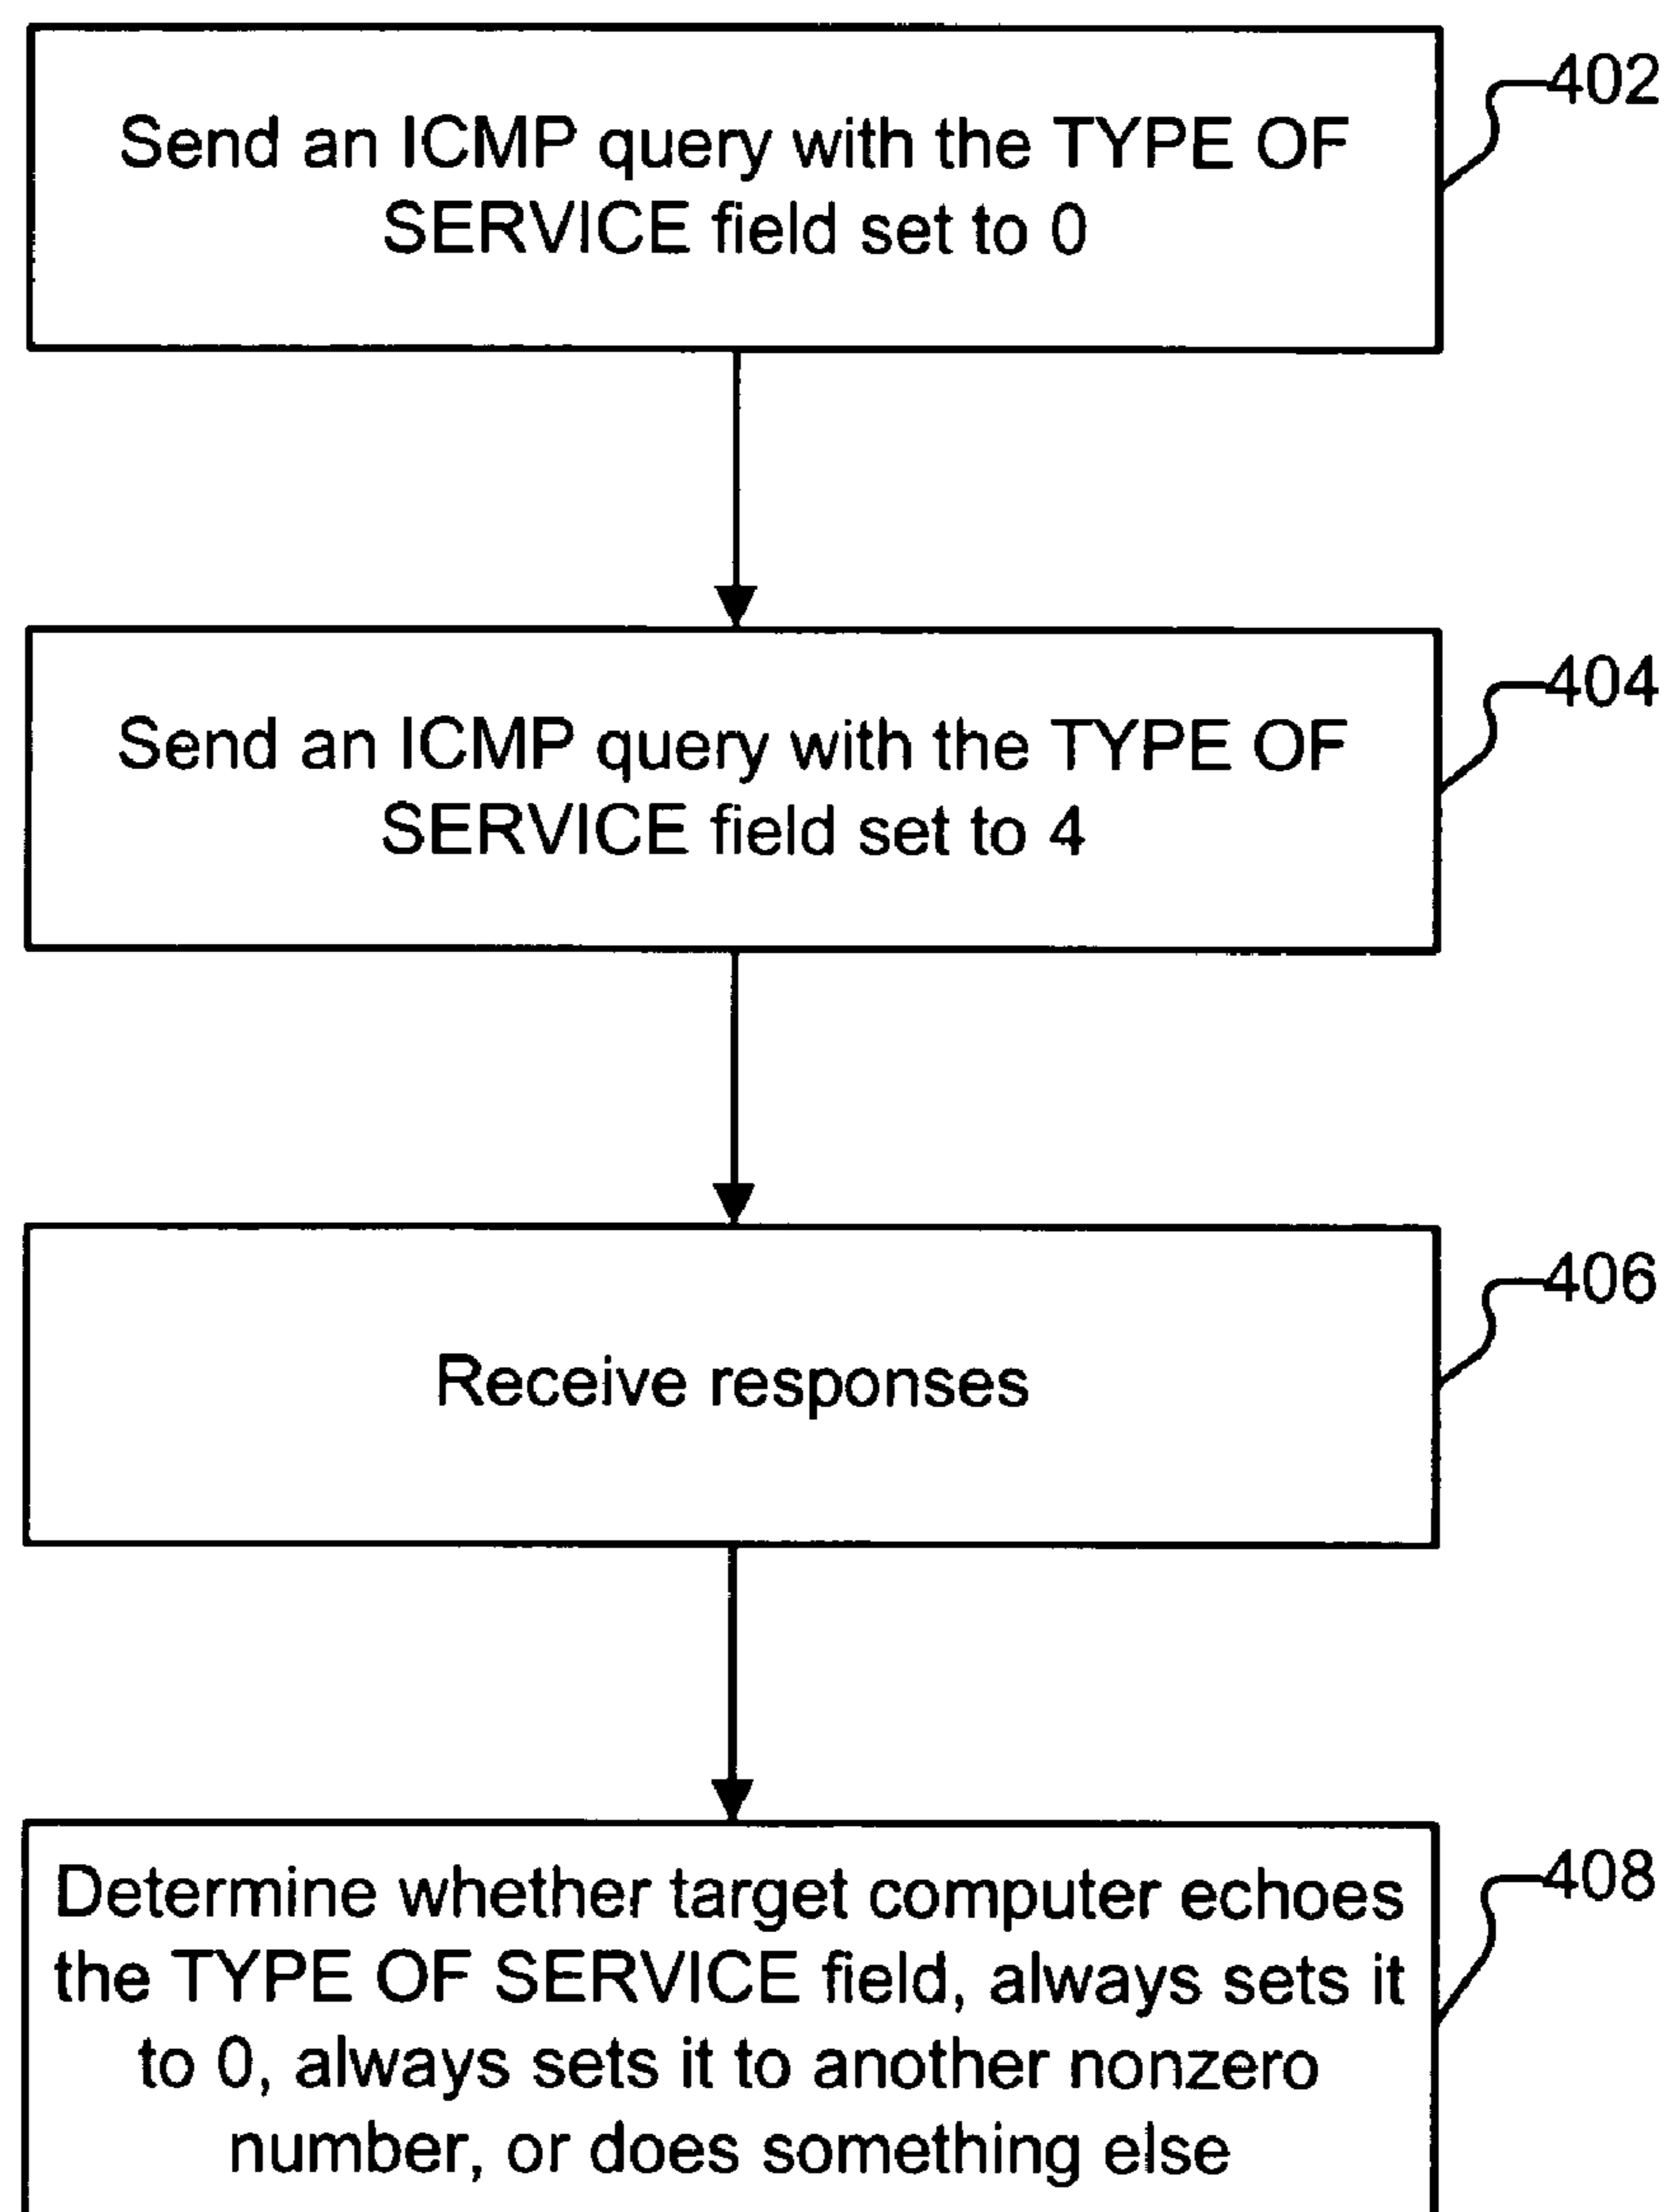 402
Send an ICMP query with the TYPE OF
SERVICE field set to 0
404
Send an ICMP query with the TYPE OF
SERVICE field set to 4
406
Receive responses
408
Determine whether target computer echoes
the TYPE OF SERVICE field, always sets it
to 0, always sets it to another nonzero
number, or does something else